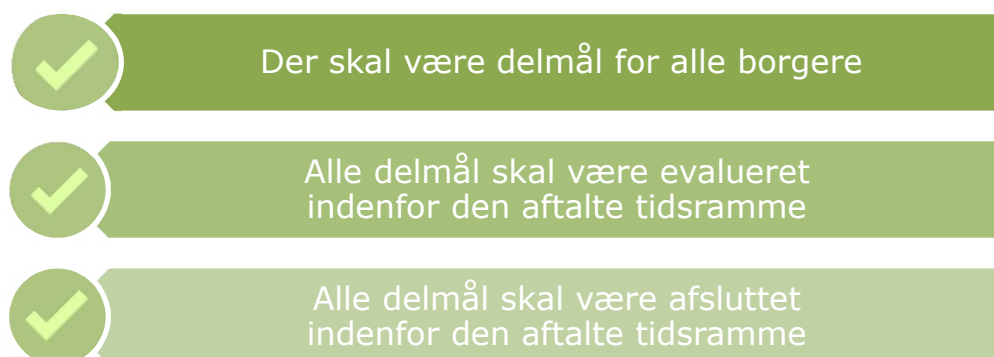 Der skal være delmål for alle borgere
Alle delmål skal være evalueret
indenfor den aftalte tidsramme
Alle delmål skal være afsluttet
indenfor den aftalte tidsramme